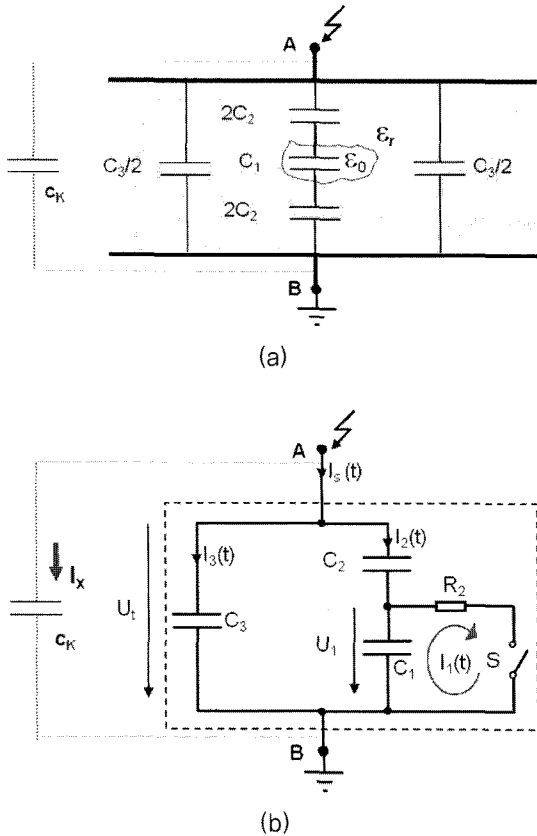 A
2C₂
εᵣ
C₃/2
C₁
ε₀
C₃/2
cK
2C₂
B
(a)
A
Iₛ(t)
I₃(t)
I₂(t)
C₂
Iₓ
R₂
Uₜ
cK
C₃
U₁
C₁
I₁(t)
S
B
(b)